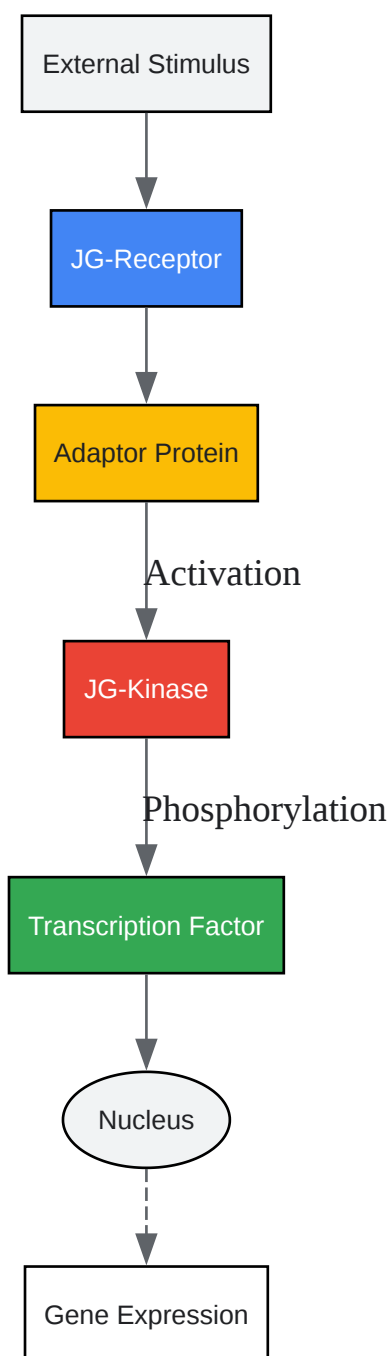 External Stimulus
JG-Receptor
Adaptor Protein
Activation
JG-Kinase
Phosphorylation
Transcription Factor
Nucleus
Gene Expression